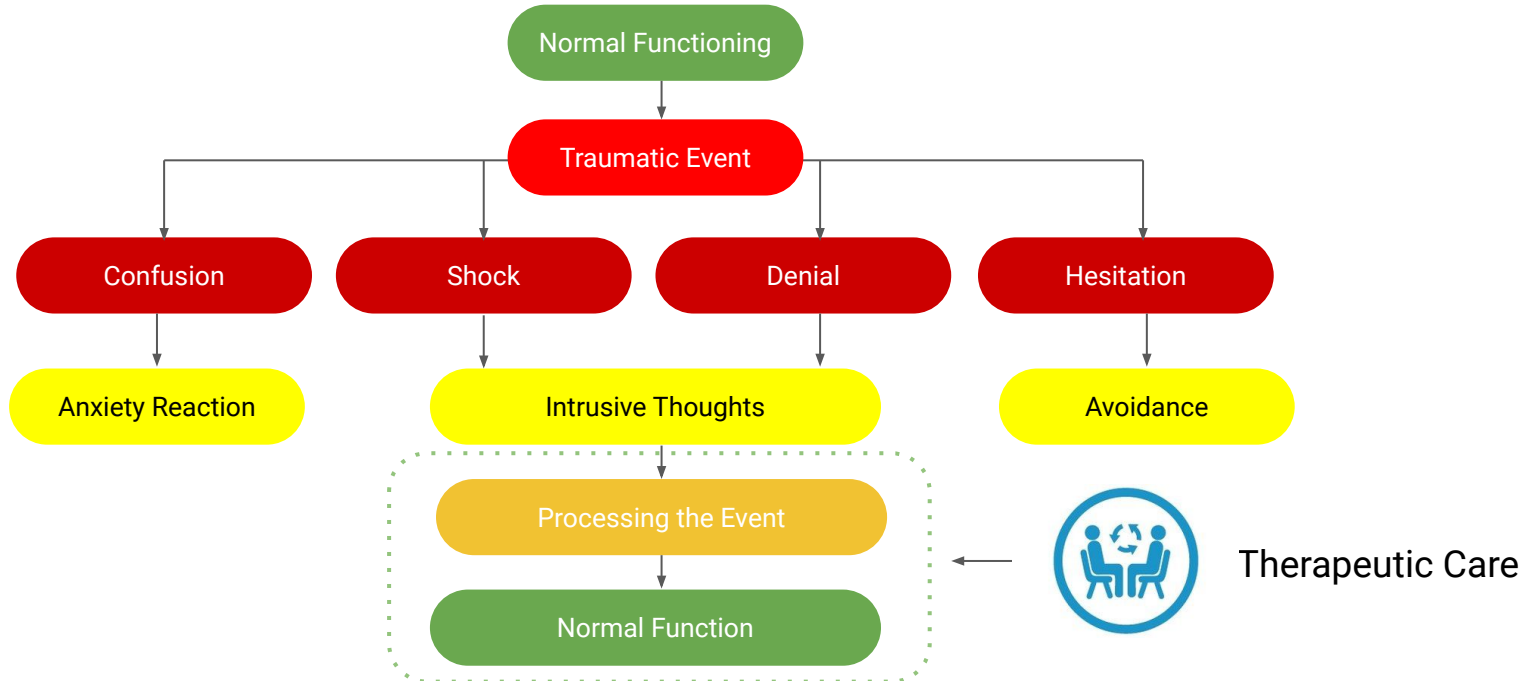 Normal Functioning
Traumatic Event
Confusion
Shock
Denial
Hesitation
Anxiety Reaction
Intrusive Thoughts
Avoidance
Processing the Event
Therapeutic Care
Normal Function